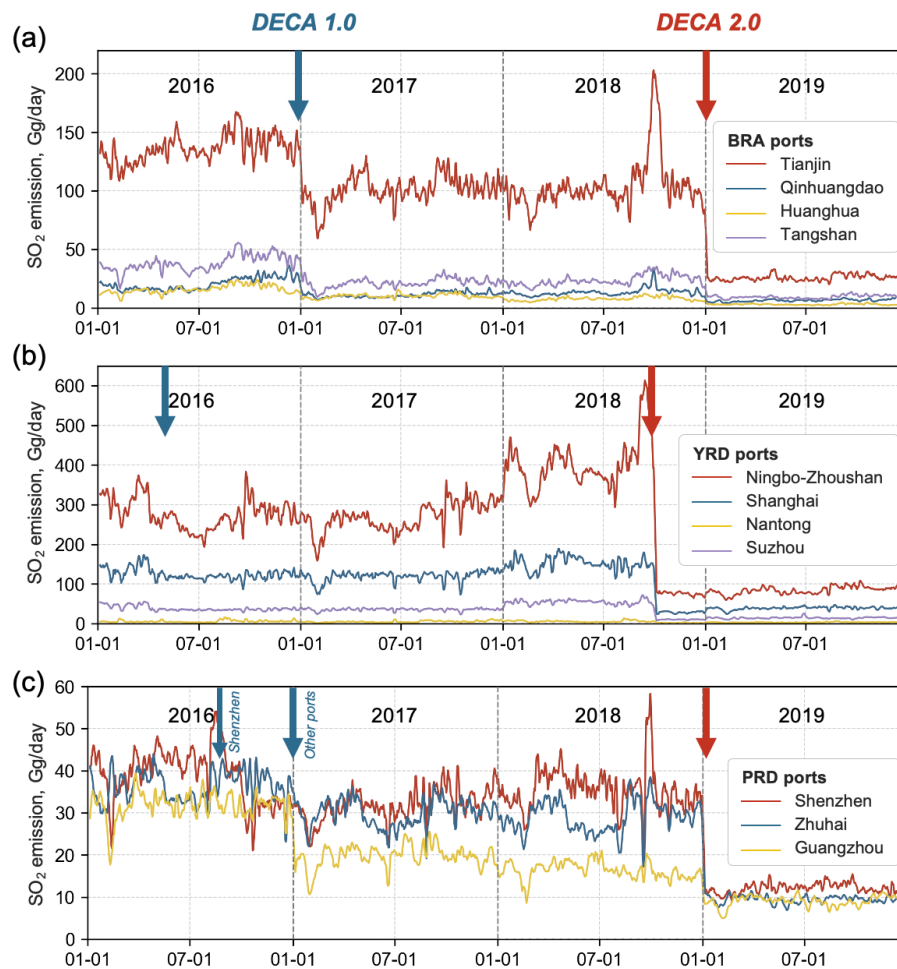 DECA 1.0 DECA 2.0
(a)
SO₂ emission, Gg/day
200
150
100
50
0
2016 2017 2018 2019
BRA ports
Tianjin
Qinhuangdao
Huanghua
Tangshan
01-01 07-01 01-01 07-01 01-01 07-01 01-01 07-01
(b)
SO₂ emission, Gg/day
600
500
400
300
200
100
0
2016 2017 2018 2019
YRD ports
Ningbo-Zhoushan
Shanghai
Nantong
Suzhou
01-01 07-01 01-01 07-01 01-01 07-01 01-01 07-01
(c)
SO₂ emission, Gg/day
60
50
40
30
20
10
0
2016 2017 2018 2019
Shenzhen
Other ports
PRD ports
Shenzhen
Zhuhai
Guangzhou
01-01 07-01 01-01 07-01 01-01 07-01 01-01 07-01